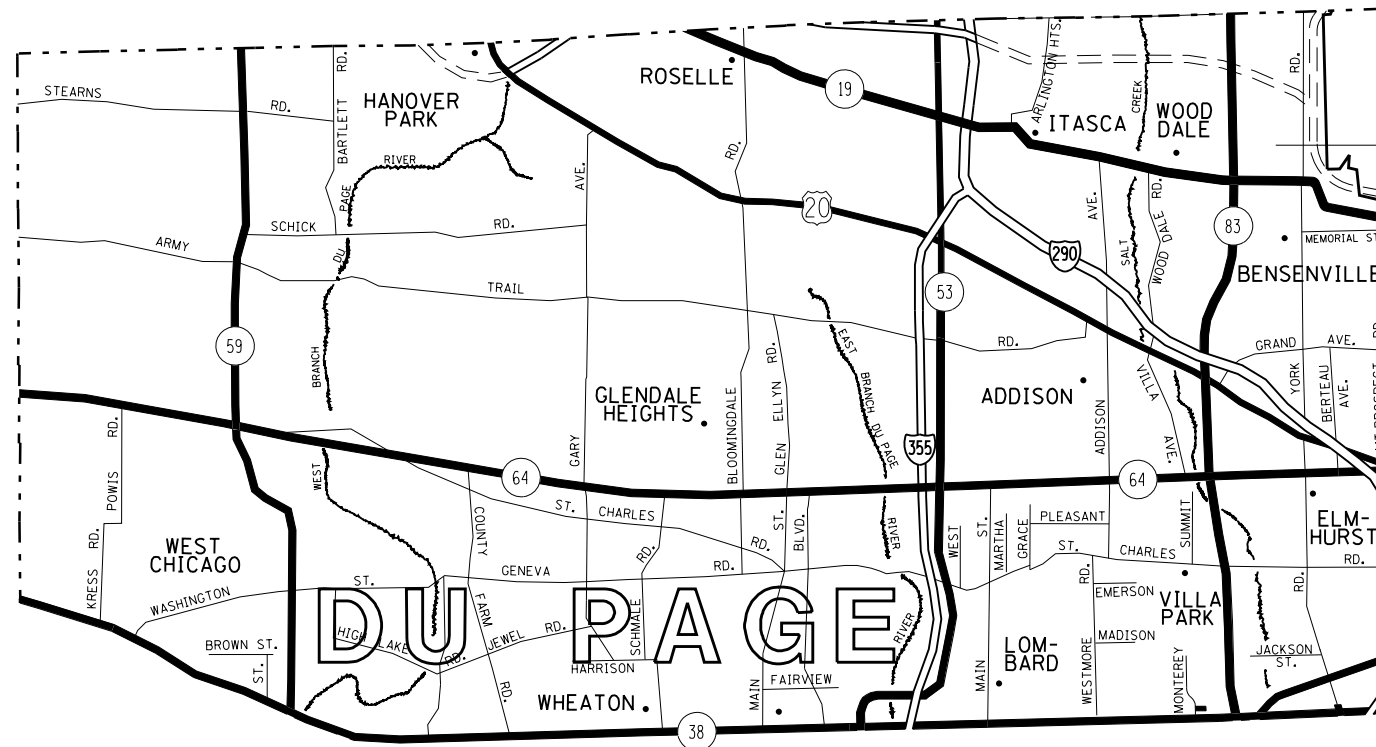 STEARNS
RD.
BARTLETT
RD.
HANOVER
PARK
ROSELLE
19
ARLINGTON HTS.
CREEK
WOOD
DALE
ITASCA
RD.
RIVER
PAGE
DU
AVE.
RD.
20
SCHICK
RD.
ARMY
TRAIL
RD.
AVE.
SALT
WOOD DALE
RD.
83
290
MEMORIAL ST
BENSENVILLE
53
59
BRANCH
WEST
GLENDALE
HEIGHTS
GARY
BLOOMINGDALE
GLEN ELLYN
RD.
EAST
BRANCH DU PAGE
RIVER
RIVER
355
ADDISON
ADDISON
VILLA
AVE.
GRAND
AVE.
YORK
BERTEAU
AVE.
RD.
POWIS
RD.
KRESS
RD.
64
64
COUNTY
FARM
RD.
ST.
CHARLES
RD.
ST.
BLVD.
WEST
ST.
MARTHA
GRACE
PLEASANT
ST.
CHARLES
RD.
SUMMIT
ELM-
HURST
WEST
CHICAGO
WASHINGTON
ST.
GENEVA
RD.
RD.
SCHMALE
DU PAGE
HIGH LAKE
RD.
JEWEL
RD.
HARRISON
BROWN ST.
ST.
WHEATON
MAIN
FAIRVIEW
LOM-
BARD
MAIN
RD.
WESTMORE
EMERSON
MADISON
VILLA
PARK
MONTEREY
RD.
JACKSON
ST.
38